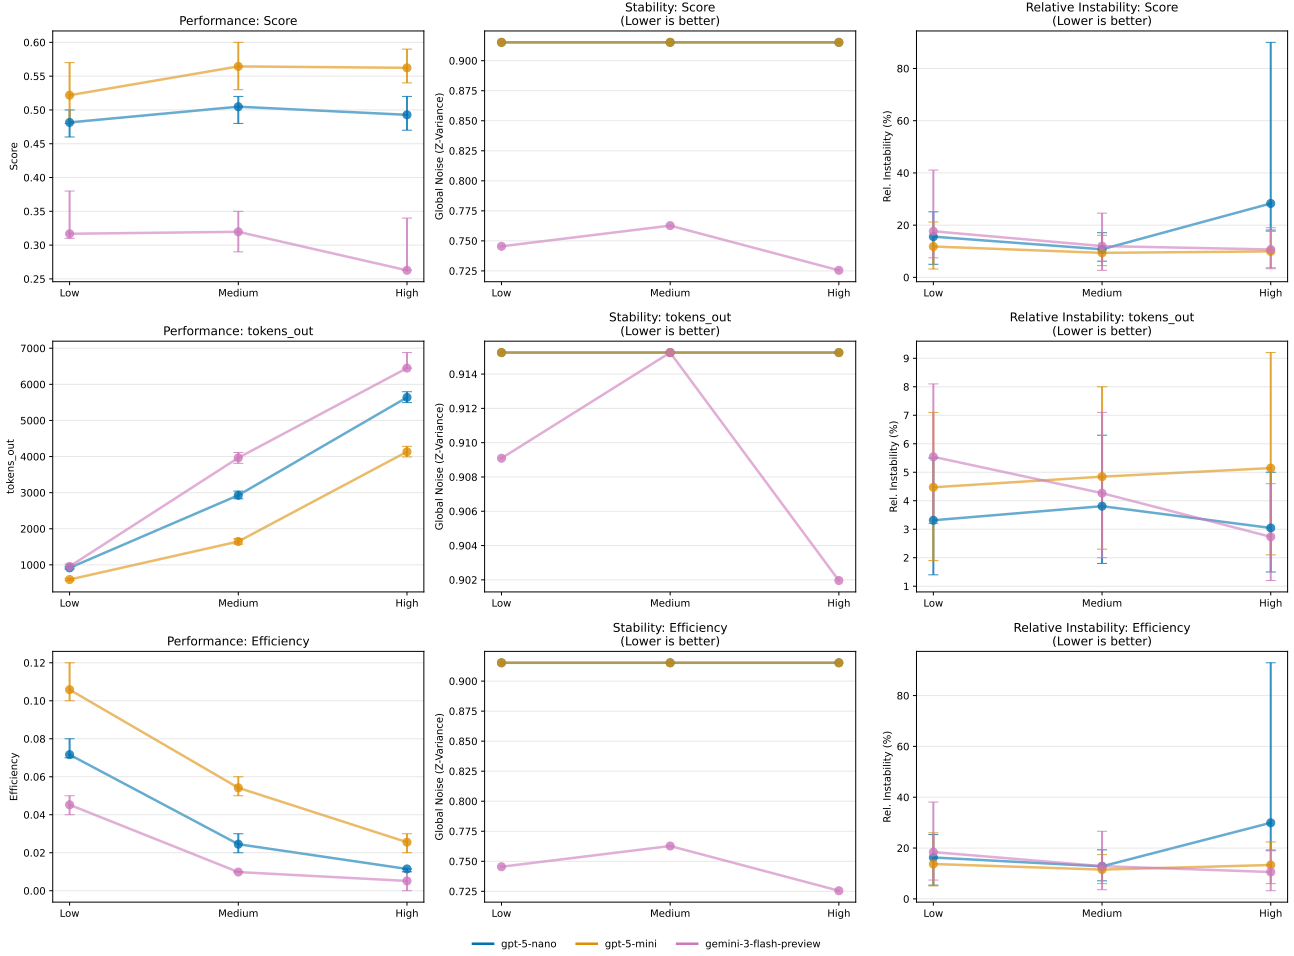 Performance: Score
Score
0.60
0.55
0.50
0.45
0.40
0.35
0.30
0.25
Low
Medium
High
Stability: Score
(Lower is better)
Global Noise (Z-Variance)
0.900
0.875
0.850
0.825
0.800
0.775
0.750
0.725
Low
Medium
High
Relative Instability: Score
(Lower is better)
Rel. Instability (%)
80
60
40
20
0
Low
Medium
High
Performance: tokens_out
tokens_out
7000
6000
5000
4000
3000
2000
1000
Low
Medium
High
Stability: tokens_out
(Lower is better)
Global Noise (Z-Variance)
0.914
0.912
0.910
0.908
0.906
0.904
0.902
Low
Medium
High
Relative Instability: tokens_out
(Lower is better)
Rel. Instability (%)
9
8
7
6
5
4
3
2
1
Low
Medium
High
Performance: Efficiency
Efficiency
0.12
0.10
0.08
0.06
0.04
0.02
0.00
Low
Medium
High
Stability: Efficiency
(Lower is better)
Global Noise (Z-Variance)
0.900
0.875
0.850
0.825
0.800
0.775
0.750
0.725
Low
Medium
High
Relative Instability: Efficiency
(Lower is better)
Rel. Instability (%)
80
60
40
20
0
Low
Medium
High
gpt-5-nano
gpt-5-mini
gemini-3-flash-preview